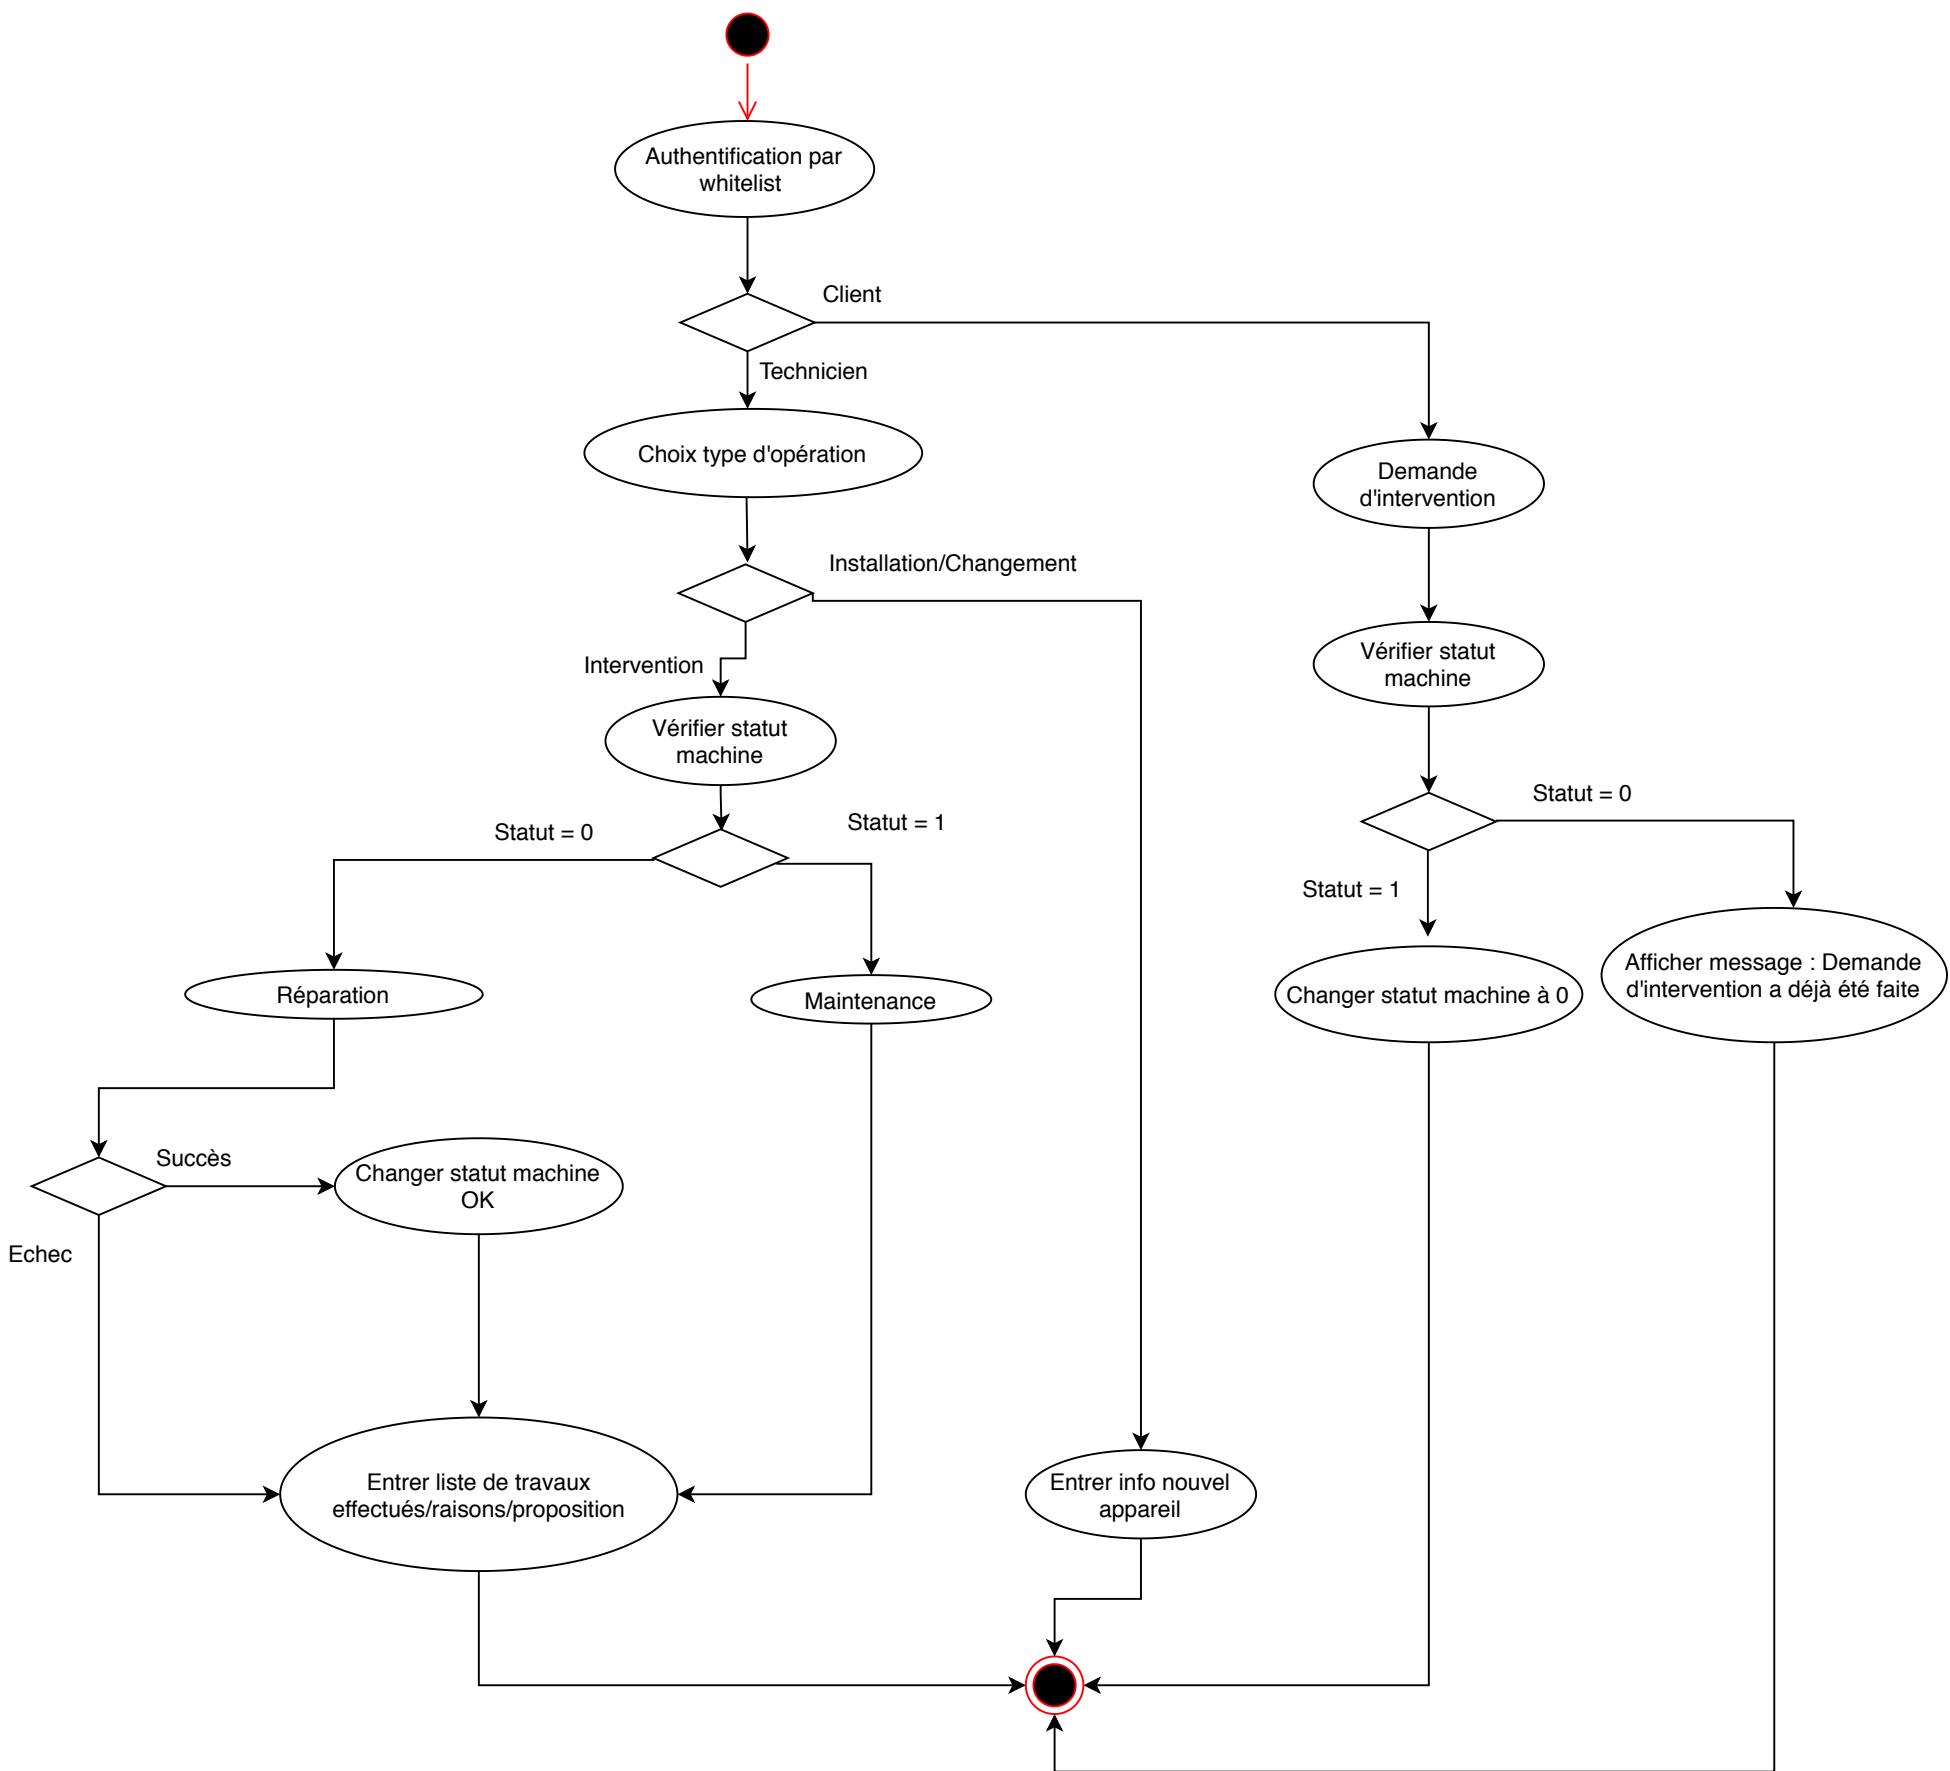 Authentification par
whitelist
Client
Technicien
Choix type d'opération
Demande
d'intervention
Installation/Changement
Intervention
Vérifier statut
machine
Vérifier statut
machine
Statut = 0
Statut = 1
Statut = 0
Statut = 1
Réparation
Maintenance
Changer statut machine à 0
Afficher message : Demande
d'intervention a déjà été faite
Succès
Changer statut machine
OK
Echec
Entrer liste de travaux
effectués/raisons/proposition
Entrer info nouvel
appareil